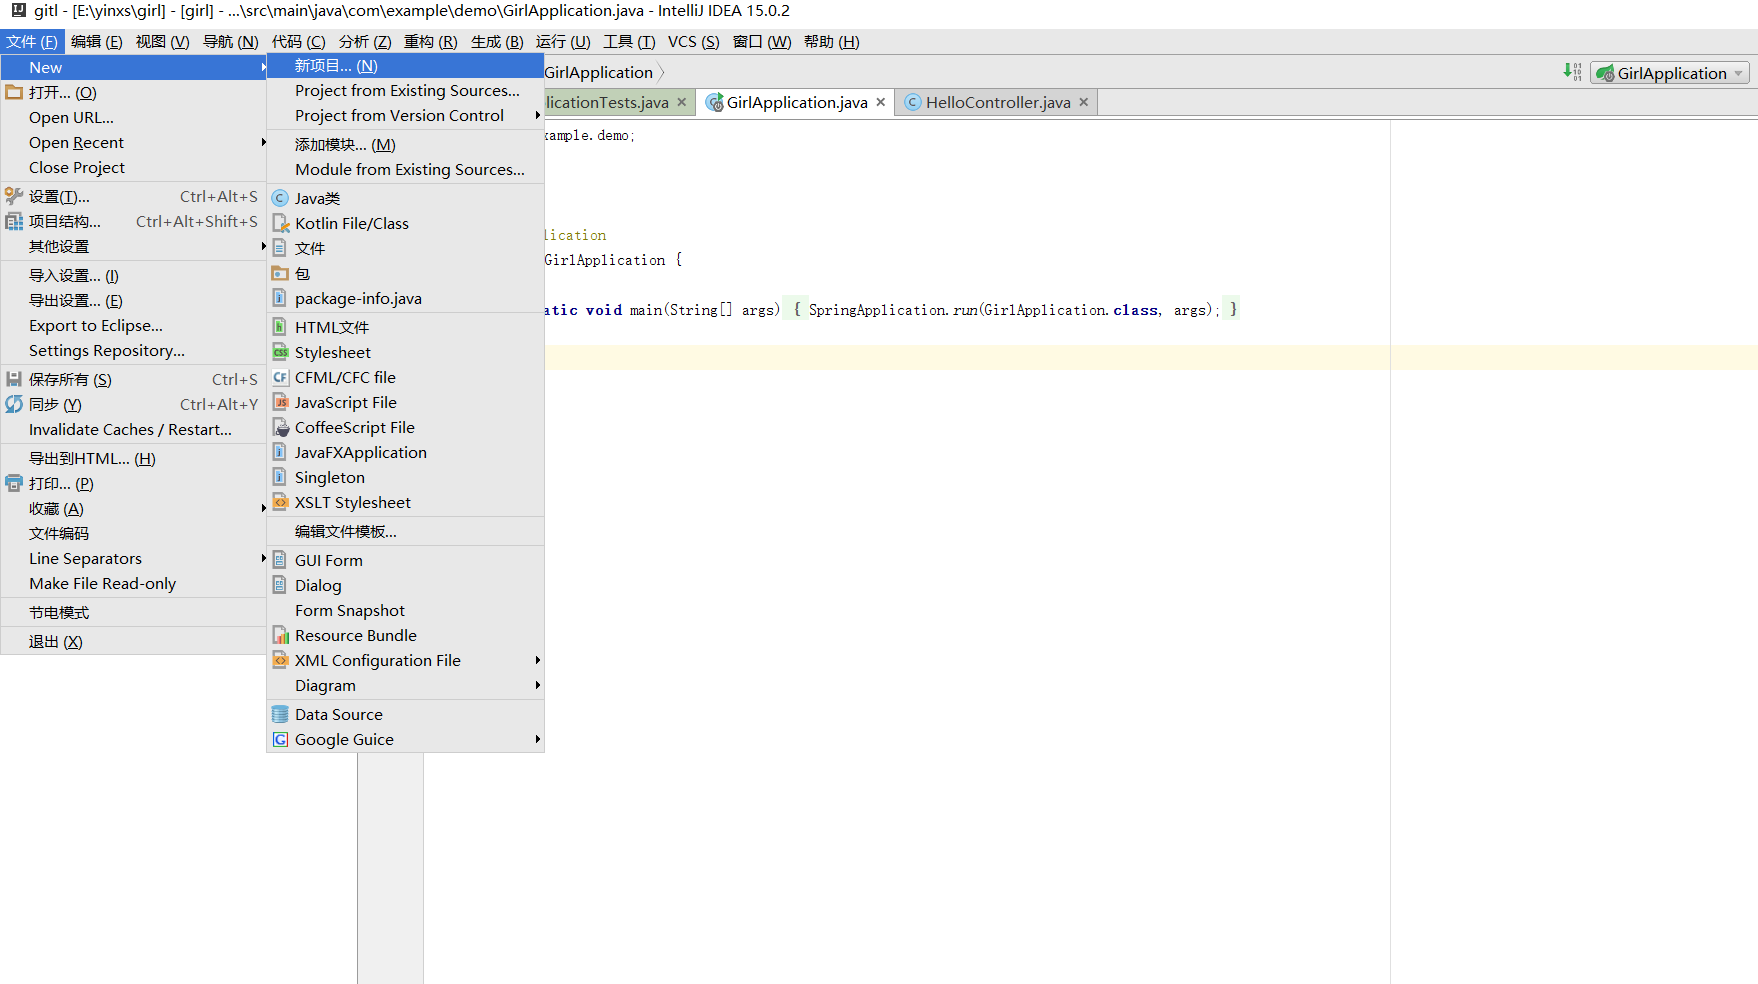 gitl - [E:\yinxs\girl] - [girl] - ...\src\main\java\com\example\demo\GirlApplication.java - IntelliJ IDEA 15.0.2
文件 (F) 编辑 (E) 视图 (V) 导航 (N) 代码 (C) 分析 (Z) 重构 (R) 生成 (B) 运行 (U) 工具 (T) VCS (S) 窗口 (W) 帮助 (H)
New
打开... (O)
Open URL...
Open Recent
Close Project
设置(T)... Ctrl+Alt+S
项目结构... Ctrl+Alt+Shift+S
其他设置
导入设置... (I)
导出设置... (E)
Export to Eclipse...
Settings Repository...
保存所有 (S) Ctrl+S
同步 (Y) Ctrl+Alt+Y
Invalidate Caches / Restart...
导出到HTML... (H)
打印... (P)
收藏 (A)
文件编码
Line Separators
Make File Read-only
节电模式
退出 (X)
新项目... (N)
Project from Existing Sources...
Project from Version Control
添加模块... (M)
Module from Existing Sources...
Java类
Kotlin File/Class
文件
包
package-info.java
HTML文件
Stylesheet
CFML/CFC file
JavaScript File
CoffeeScript File
JavaFXApplication
Singleton
XSLT Stylesheet
编辑文件模板...
GUI Form
Dialog
Form Snapshot
Resource Bundle
XML Configuration File
Diagram
Data Source
Google Guice
GirlApplication
GirlApplication
licationTests.java GirlApplication.java HelloController.java
xample.demo;
lication
GirlApplication {
atic void main(String[] args) { SpringApplication.run(GirlApplication.class, args); }